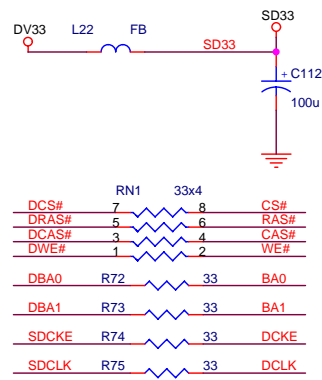 SD33
DV33 L22 FB
SD33
+ C112
100u
RN1 33x4
DCS# 7 8 CS#
DRAS# 5 6 RAS#
DCAS# 3 4 CAS#
DWE# 1 2 WE#
DBA0 R72 33 BA0
DBA1 R73 33 BA1
SDCKE R74 33 DCKE
SDCLK R75 33 DCLK